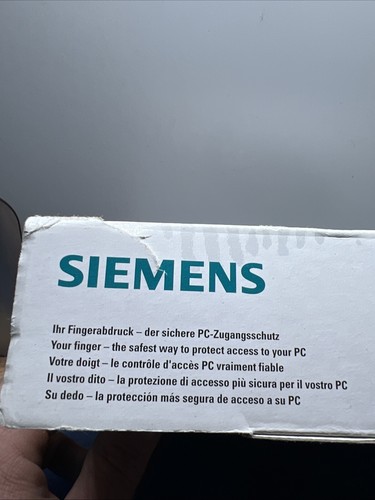 SIEMENS
Ihr Fingerabdruck – der sichere PC-Zugangsschutz
Your finger – the safest way to protect access to your PC
Votre doigt – le contrôle d'accès PC vraiment fiable
Il vostro dito – la protezione di accesso più sicura per il vostro PC
Su dedo – la protección más segura de acceso a su PC